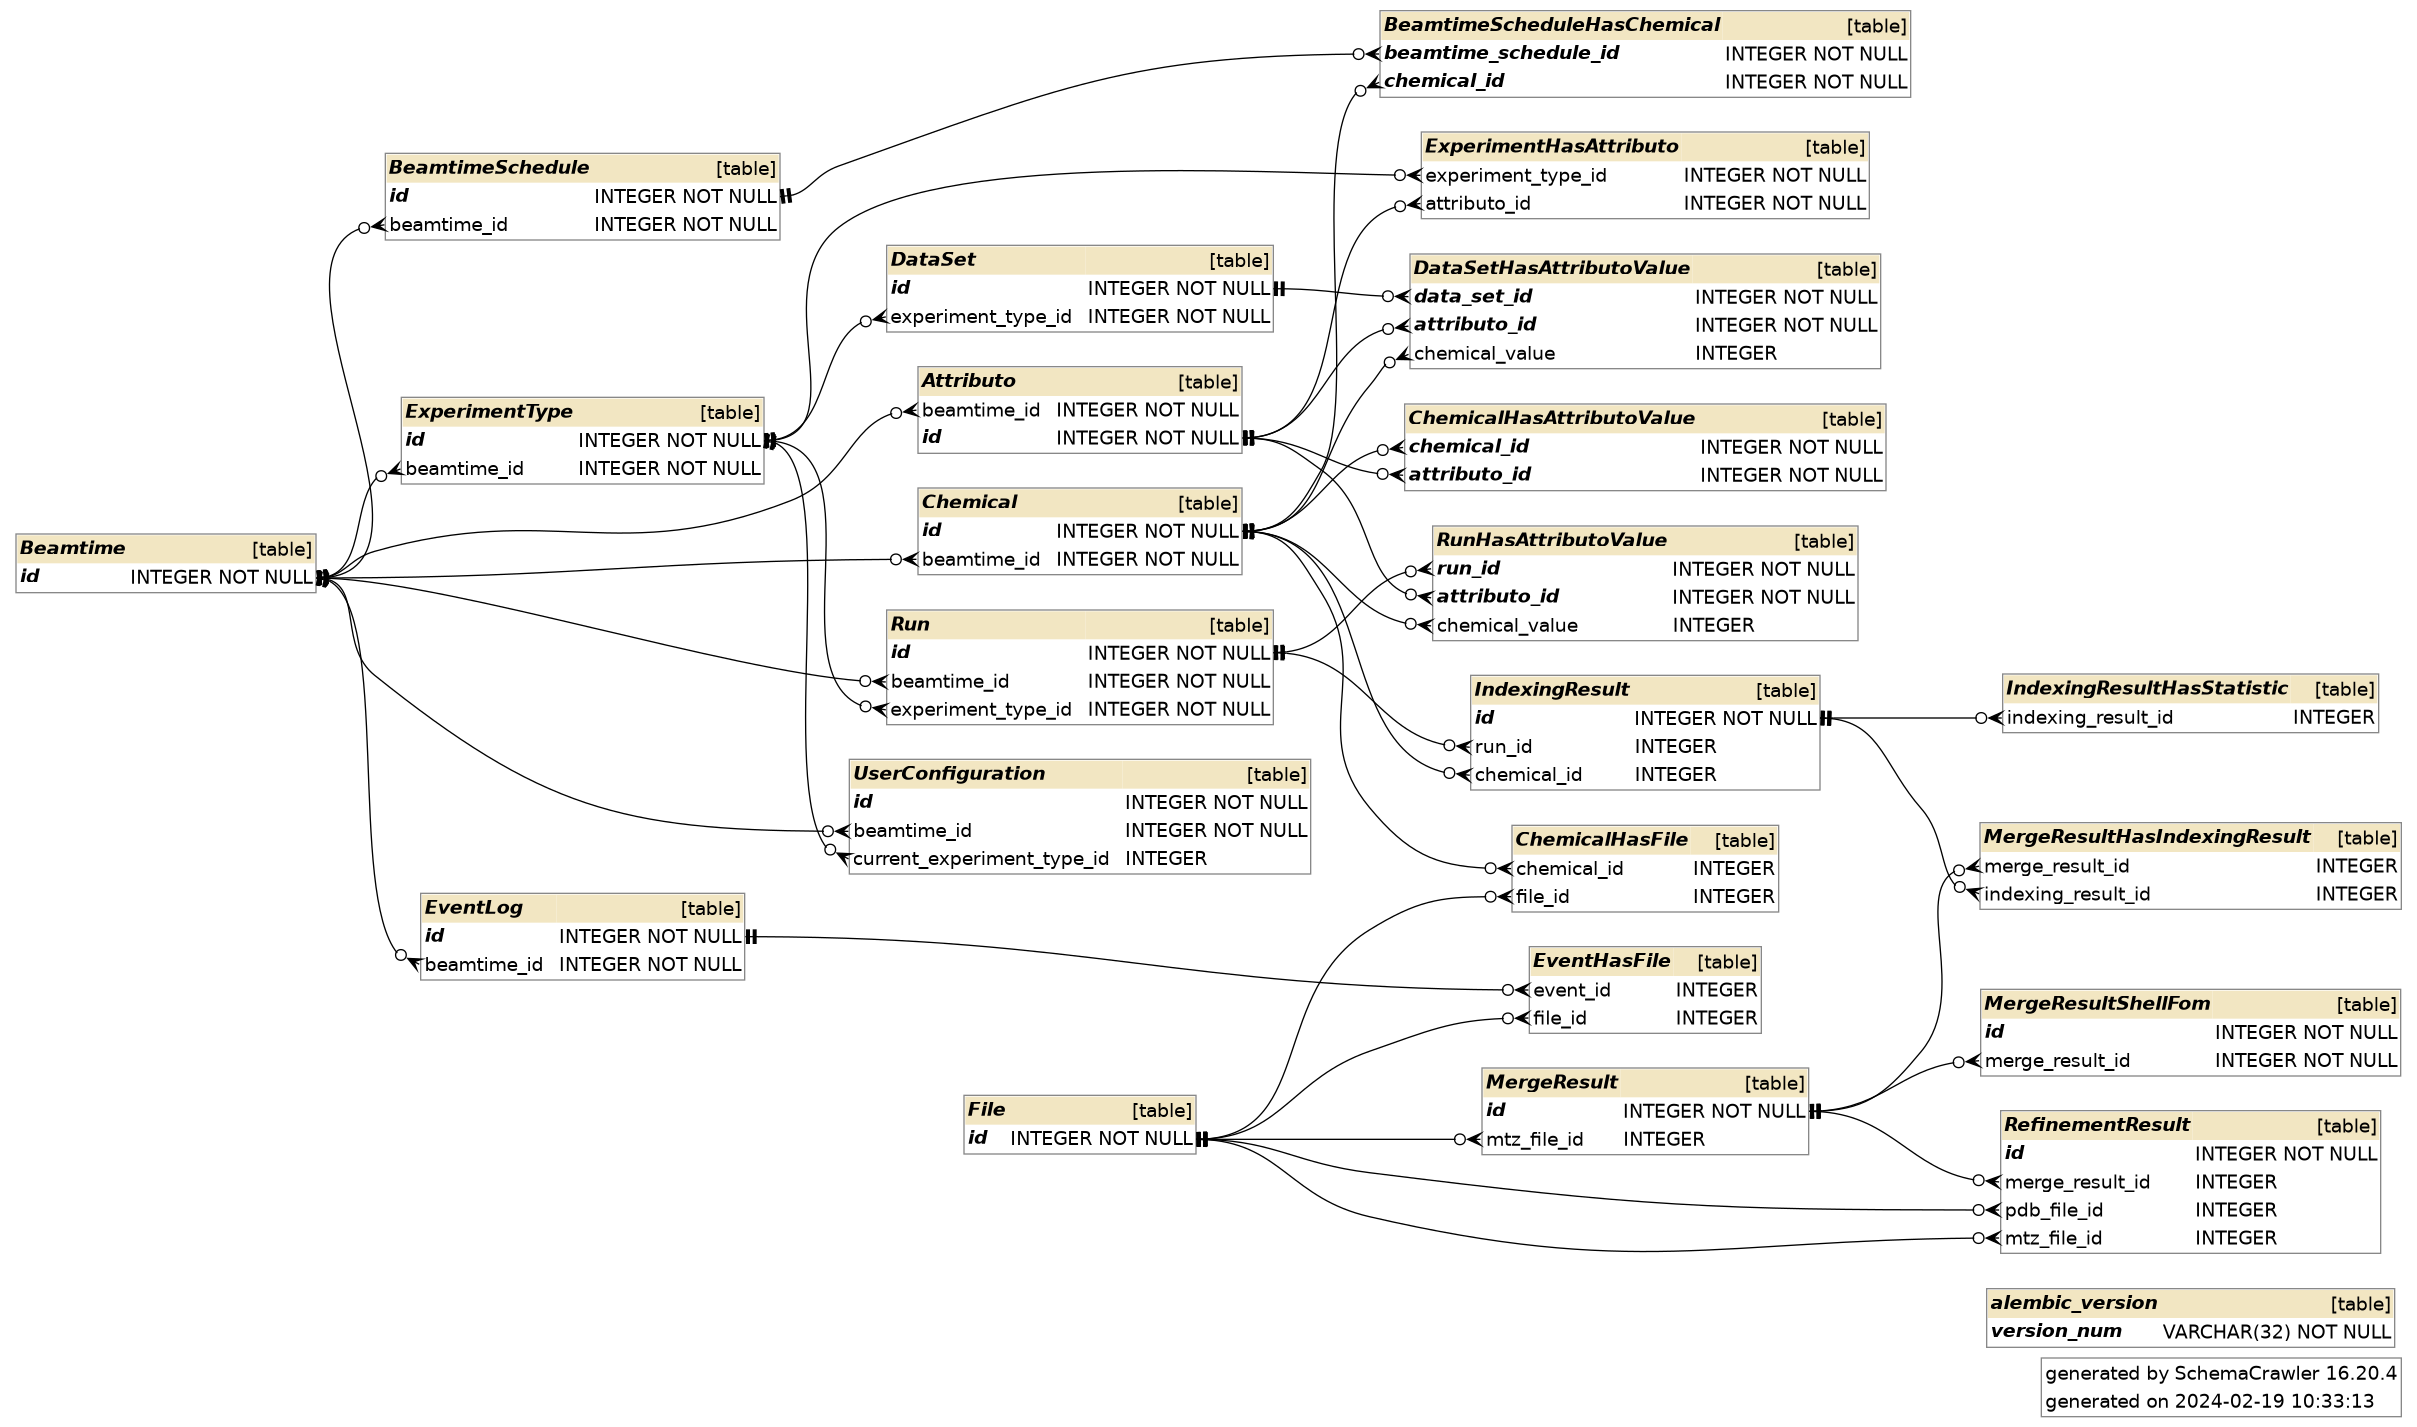 BeamtimeScheduleHasChemical [table]
beamtime_schedule_id INTEGER NOT NULL
chemical_id INTEGER NOT NULL
ExperimentHasAttributo [table]
experiment_type_id INTEGER NOT NULL
attributo_id INTEGER NOT NULL
BeamtimeSchedule [table]
id INTEGER NOT NULL
beamtime_id INTEGER NOT NULL
DataSet [table]
id INTEGER NOT NULL
experiment_type_id INTEGER NOT NULL
DataSetHasAttributoValue [table]
data_set_id INTEGER NOT NULL
attributo_id INTEGER NOT NULL
chemical_value INTEGER
Attributo [table]
beamtime_id INTEGER NOT NULL
id INTEGER NOT NULL
ExperimentType [table]
id INTEGER NOT NULL
beamtime_id INTEGER NOT NULL
ChemicalHasAttributoValue [table]
chemical_id INTEGER NOT NULL
attributo_id INTEGER NOT NULL
Chemical [table]
id INTEGER NOT NULL
beamtime_id INTEGER NOT NULL
Beamtime [table]
id INTEGER NOT NULL
RunHasAttributoValue [table]
run_id INTEGER NOT NULL
attributo_id INTEGER NOT NULL
chemical_value INTEGER
Run [table]
id INTEGER NOT NULL
beamtime_id INTEGER NOT NULL
experiment_type_id INTEGER NOT NULL
IndexingResult [table]
id INTEGER NOT NULL
run_id INTEGER
chemical_id INTEGER
IndexingResultHasStatistic [table]
indexing_result_id INTEGER
UserConfiguration [table]
id INTEGER NOT NULL
beamtime_id INTEGER NOT NULL
current_experiment_type_id INTEGER
ChemicalHasFile [table]
chemical_id INTEGER
file_id INTEGER
MergeResultHasIndexingResult [table]
merge_result_id INTEGER
indexing_result_id INTEGER
EventLog [table]
id INTEGER NOT NULL
beamtime_id INTEGER NOT NULL
EventHasFile [table]
event_id INTEGER
file_id INTEGER
MergeResultShellFom [table]
id INTEGER NOT NULL
merge_result_id INTEGER NOT NULL
File [table]
id INTEGER NOT NULL
MergeResult [table]
id INTEGER NOT NULL
mtz_file_id INTEGER
RefinementResult [table]
id INTEGER NOT NULL
merge_result_id INTEGER
pdb_file_id INTEGER
mtz_file_id INTEGER
alembic_version [table]
version_num VARCHAR(32) NOT NULL
generated by SchemaCrawler 16.20.4
generated on 2024-02-19 10:33:13